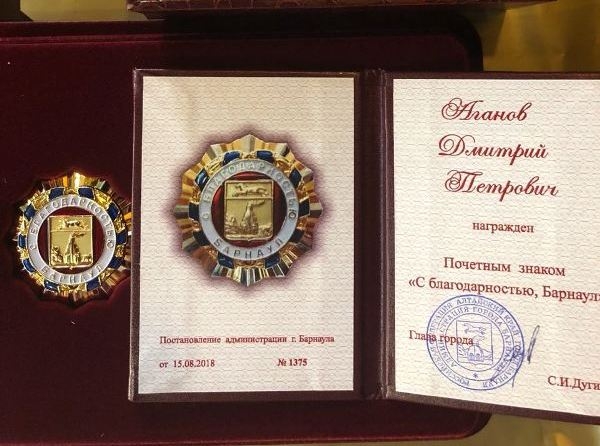 С БЛАГОДАРНОСТЬЮ
БАРНАУЛ
С БЛАГОДАРНОСТЬЮ
БАРНАУЛ
Постановление администрации г. Барнаула
от 15.08.2018 № 1375
Аганов
Дмитрий
Петрович
награжден
Почетным знаком
«С благодарностью, Барнаул»
Глава города
С.И.Дуги